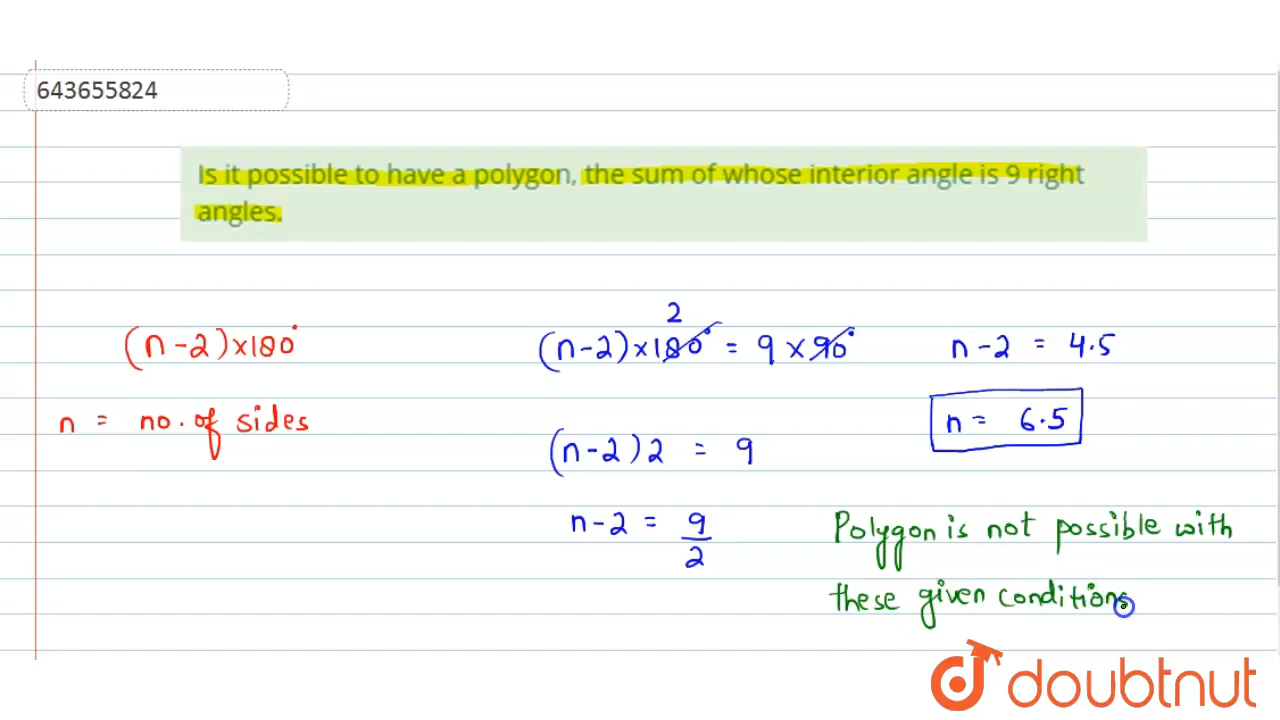 643655824
Is it possible to have a polygon, the sum of whose interior angle is 9 right
angles.
(n-2)×180°
n = no. of sides
2
(n-2)×180° = 9×90°
(n-2)2 = 9
n-2 = 9/2
n-2 = 4.5
n = 6.5
Polygon is not possible with
these given conditions
doubtnut